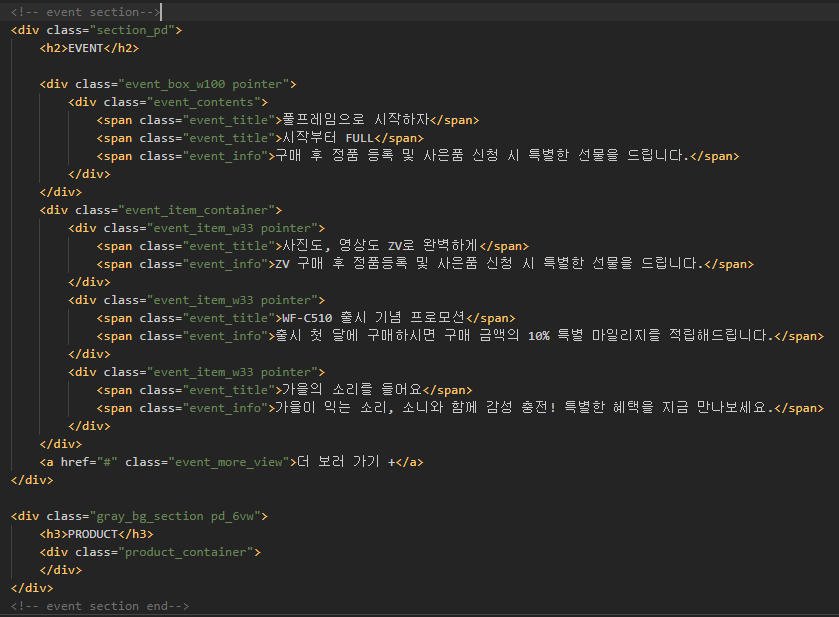 <!-- event section-->
<div class="section_pd">
<h2>EVENT</h2>
<div class="event_box_w100 pointer">
<div class="event_contents">
<span class="event_title">풀프레임으로 시작하자</span>
<span class="event_title">시작부터 FULL</span>
<span class="event_info">구매 후 정품 등록 및 사은품 신청 시 특별한 선물을 드립니다.</span>
</div>
</div>
<div class="event_item_container">
<div class="event_item_w33 pointer">
<span class="event_title">사진도, 영상도 ZV로 완벽하게</span>
<span class="event_info">ZV 구매 후 정품등록 및 사은품 신청 시 특별한 선물을 드립니다.</span>
</div>
<div class="event_item_w33 pointer">
<span class="event_title">WF-C510 출시 기념 프로모션</span>
<span class="event_info">출시 첫 달에 구매하시면 구매 금액의 10% 특별 마일리지를 적립해드립니다.</span>
</div>
<div class="event_item_w33 pointer">
<span class="event_title">가을의 소리를 들어요</span>
<span class="event_info">가을이 익는 소리, 소니와 함께 감성 충전! 특별한 혜택을 지금 만나보세요.</span>
</div>
</div>
<a href="#" class="event_more_view">더 보러 가기 +</a>
</div>
<div class="gray_bg_section pd_6vw">
<h3>PRODUCT</h3>
<div class="product_container">
</div>
</div>
<!-- event section end-->